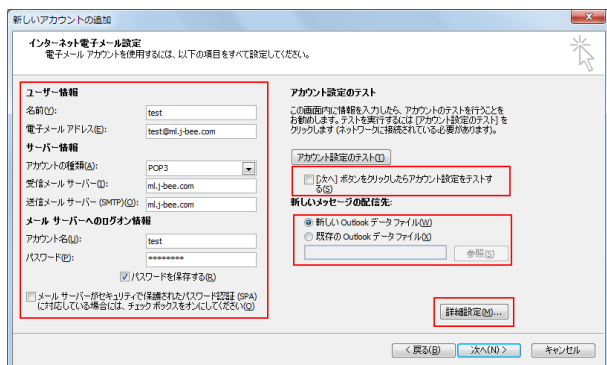 新しいアカウントの追加
インターネット電子メール設定
電子メール アカウントを使用するには、以下の項目をすべて設定してください。
ユーザー情報
名前(Y):
test
電子メール アドレス(E):
test@ml.j-bee.com
サーバー情報
アカウントの種類(A):
POP3
受信メール サーバー(I):
ml.j-bee.com
送信メール サーバー (SMTP)(O):
ml.j-bee.com
メール サーバーへのログオン情報
アカウント名(U):
test
パスワード(P):
********
パスワードを保存する(R)
メール サーバーがセキュリティで保護されたパスワード認証 (SPA)
に対応している場合には、チェック ボックスをオンにしてください(Q)
アカウント設定のテスト
この画面内に情報を入力したら、アカウントのテストを行うことを
お勧めします。テストを実行するには [アカウント設定のテスト] を
クリックします (ネットワークに接続されている必要があります)。
アカウント設定のテスト(T)
[次へ] ボタンをクリックしたらアカウント設定をテストす
る(S)
新しいメッセージの配信先:
新しい Outlook データ ファイル(W)
既存の Outlook データ ファイル(X)
参照(S)
詳細設定(M)...
< 戻る(B)
次へ(N) >
キャンセル